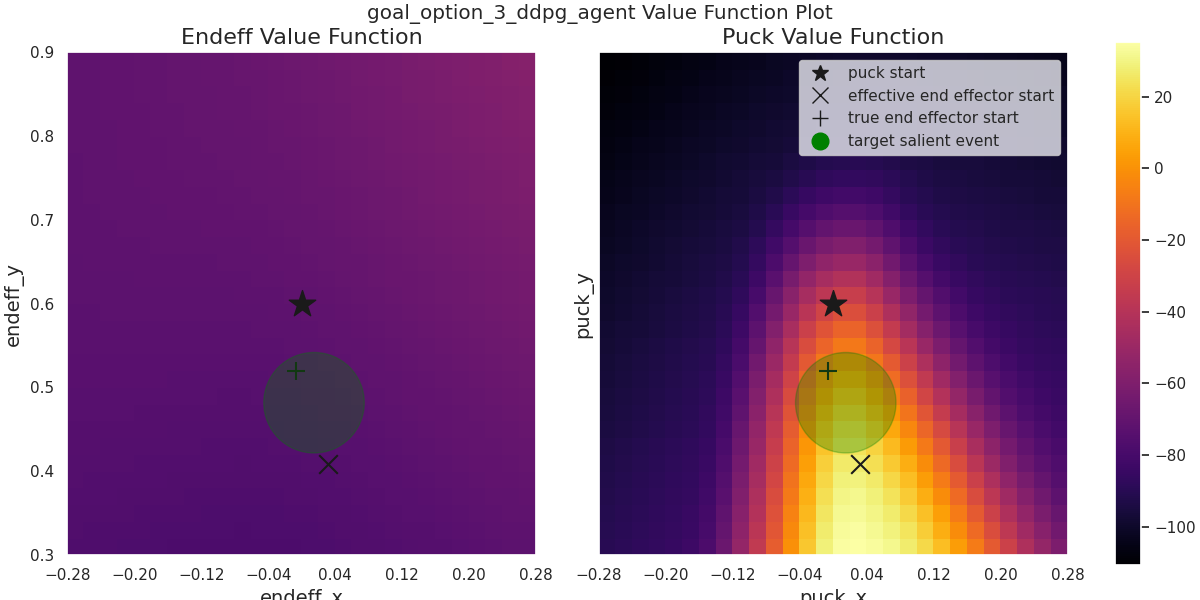 goal_option_3_ddpg_agent Value Function Plot
Endeff Value Function
Puck Value Function
endeff_y
0.9
0.8
0.7
0.6
0.5
0.4
0.3
−0.28 −0.20 −0.12 −0.04 0.04 0.12 0.20 0.28
endeff_x
puck_y
puck start
effective end effector start
true end effector start
target salient event
−0.28 −0.20 −0.12 −0.04 0.04 0.12 0.20 0.28
puck_x
20
0
−20
−40
−60
−80
−100